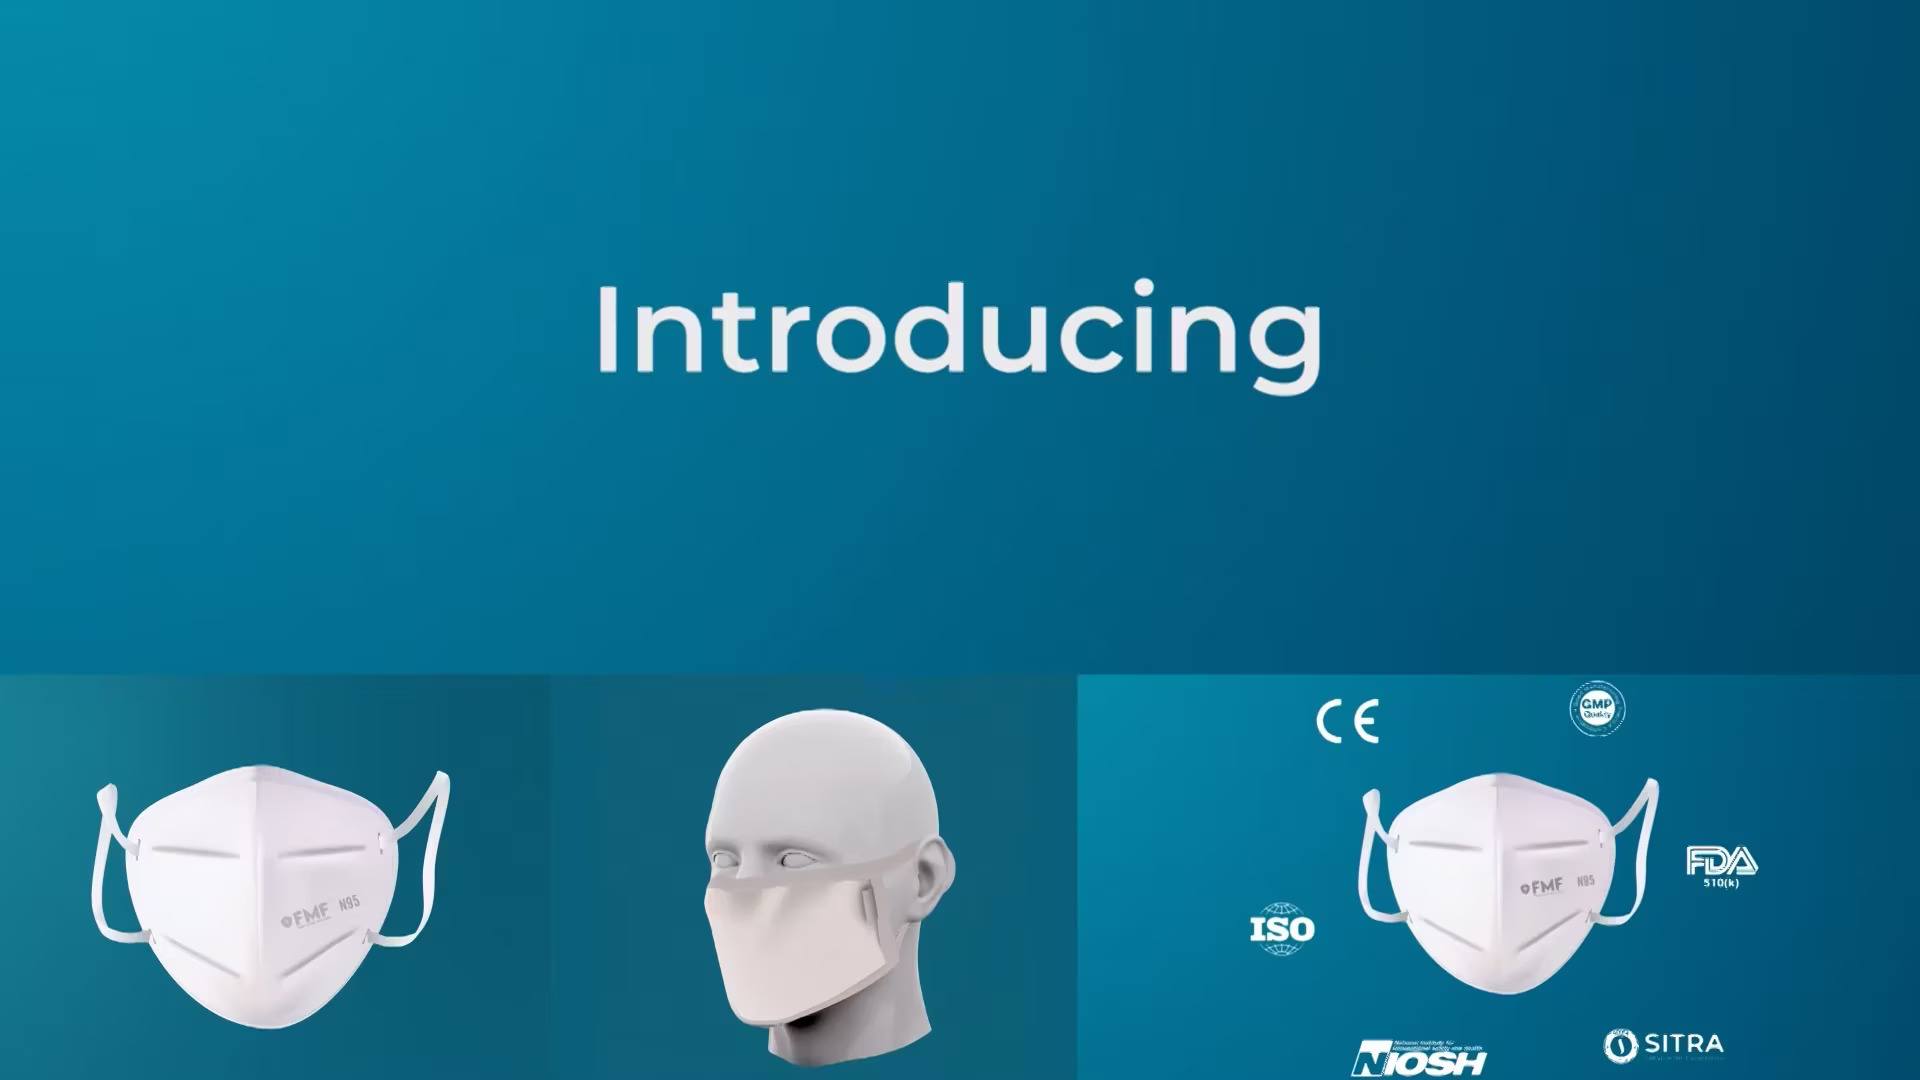 Introducing
FMF N95
CE
GMP
Quality
FMF N95
FDA
510(k)
ISO
National Institute for
Occupational Safety and Health
NIOSH
SITRA